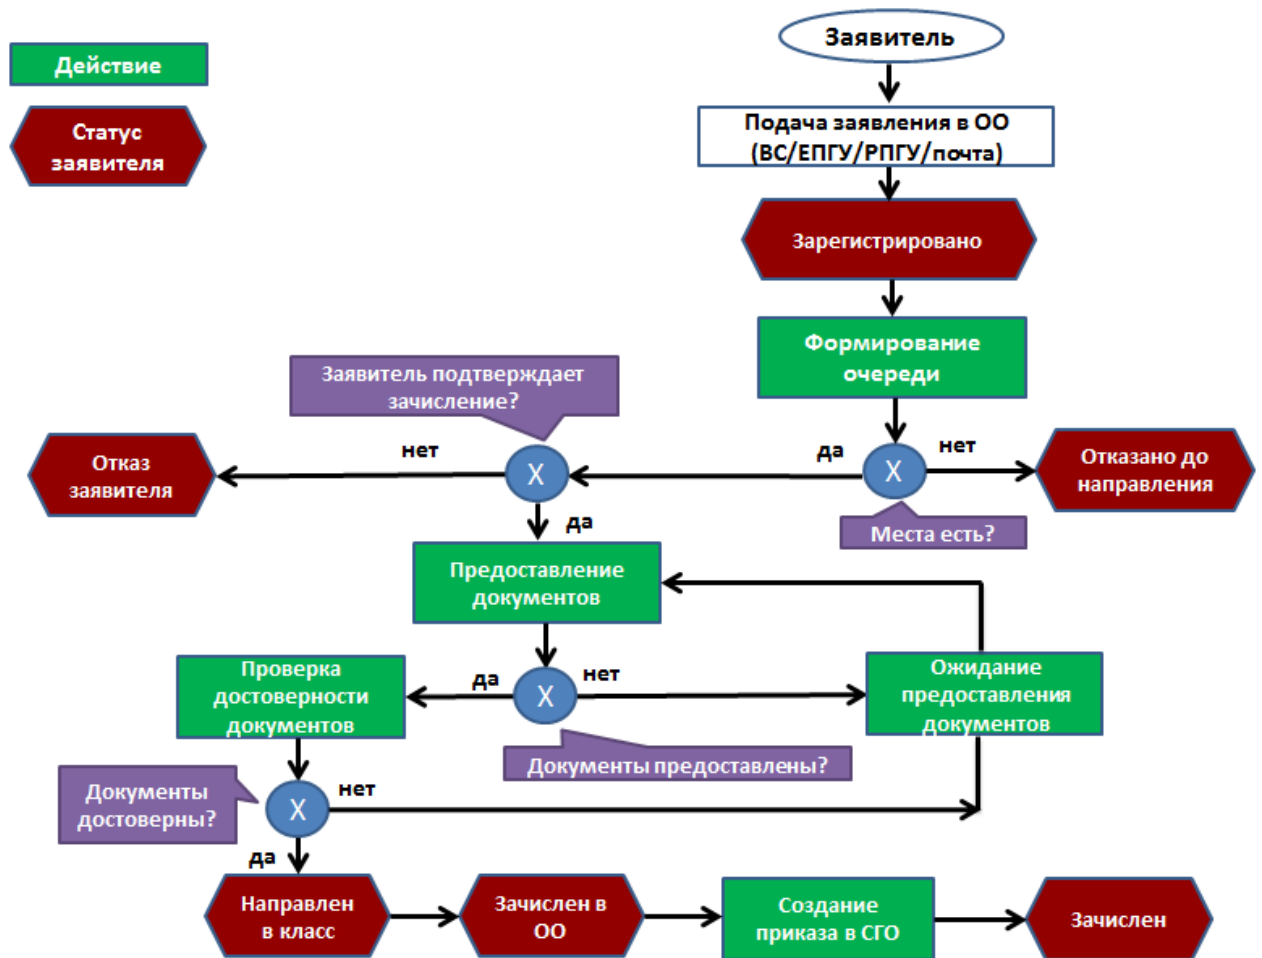 Заявитель
Действие
Подача заявления в ОО
(ВС/ЕПГУ/РПГУ/почта)
Статус
заявителя
Зарегистрировано
Формирование
очереди
Заявитель подтверждает
зачисление?
нет
X
да
X
нет
Отказ
заявителя
Отказано до
направления
Места есть?
да
Предоставление
документов
Проверка
достоверности
документов
да
X
нет
Ожидание
предоставления
документов
Документы предоставлены?
Документы
достоверны?
X
нет
да
Направлен
в класс
Зачислен в
ОО
Создание
приказа в СГО
Зачислен